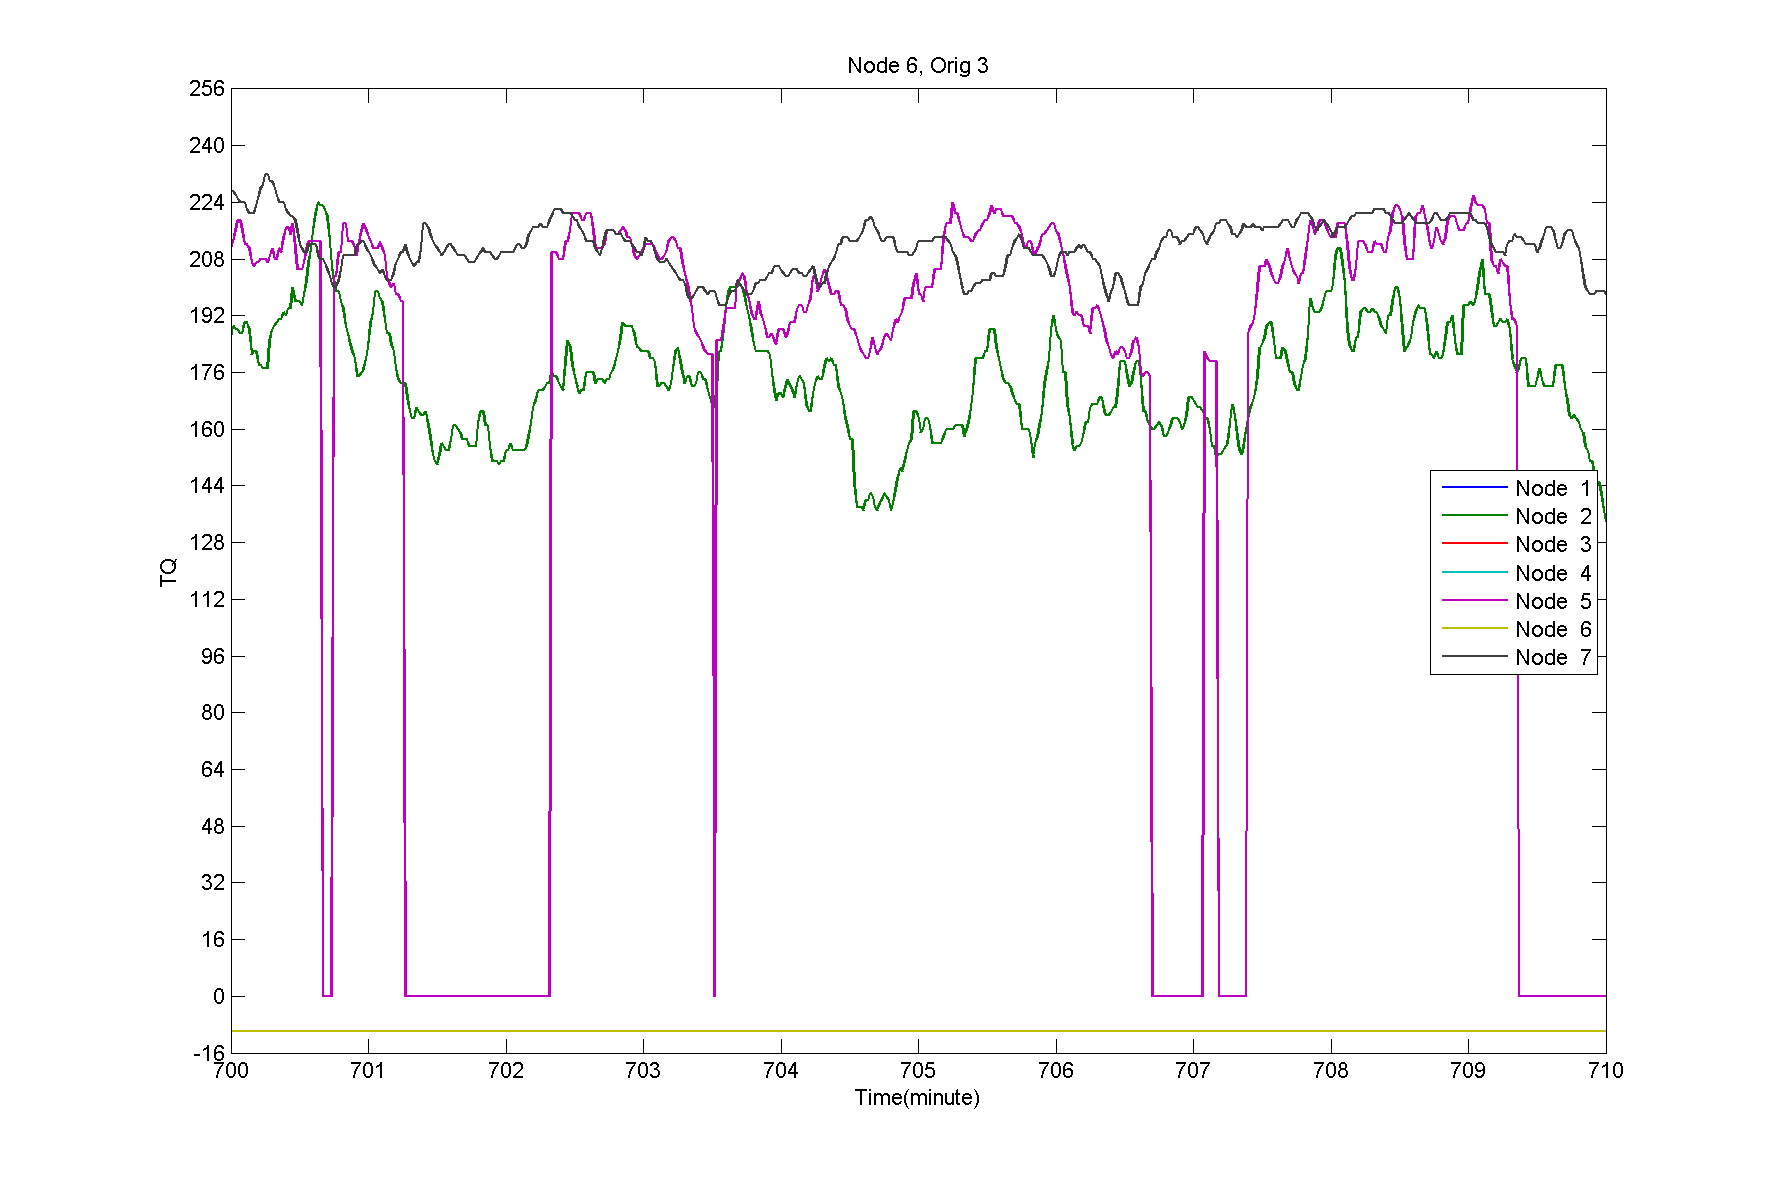 Node 6, Orig 3
256
240
224
208
192
176
160
144
128
112
96
80
64
48
32
16
0
-16
TQ
Node 1
Node 2
Node 3
Node 4
Node 5
Node 6
Node 7
700 701 702 703 704 705 706 707 708 709 710
Time(minute)